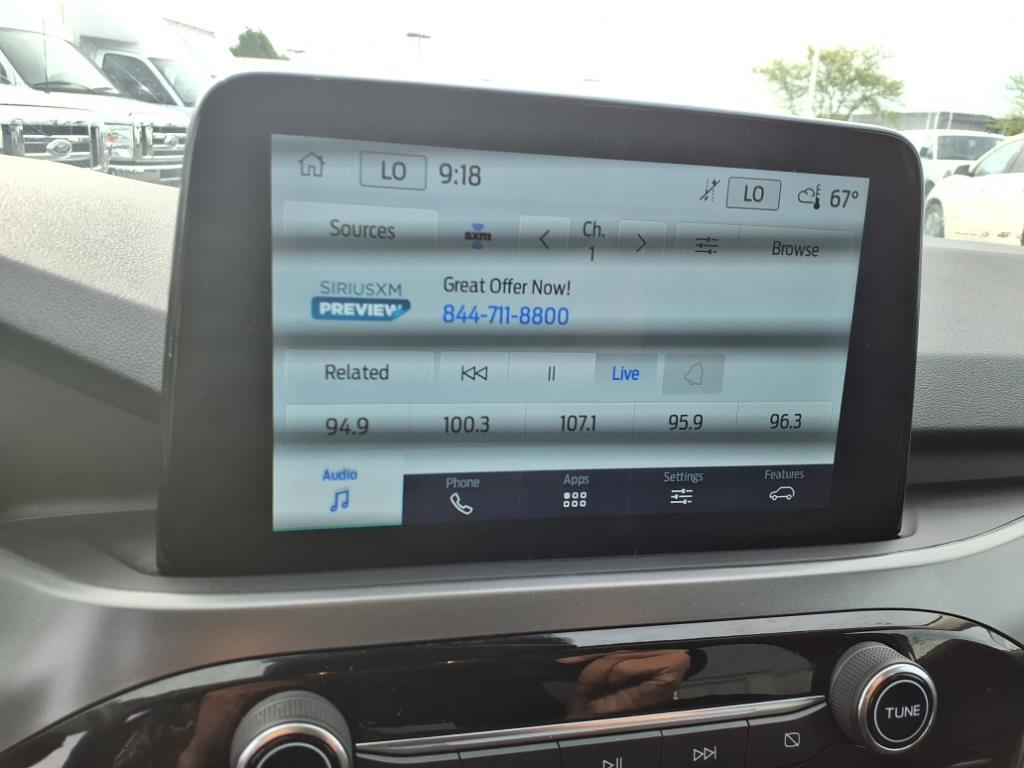 LO 9:18 LO 67°
Sources sxm Ch. 1 Browse
SIRIUSXM
PREVIEW
Great Offer Now!
844-711-8800
Related Live
94.9 100.3 107.1 95.9 96.3
Audio Phone Apps Settings Features
TUNE